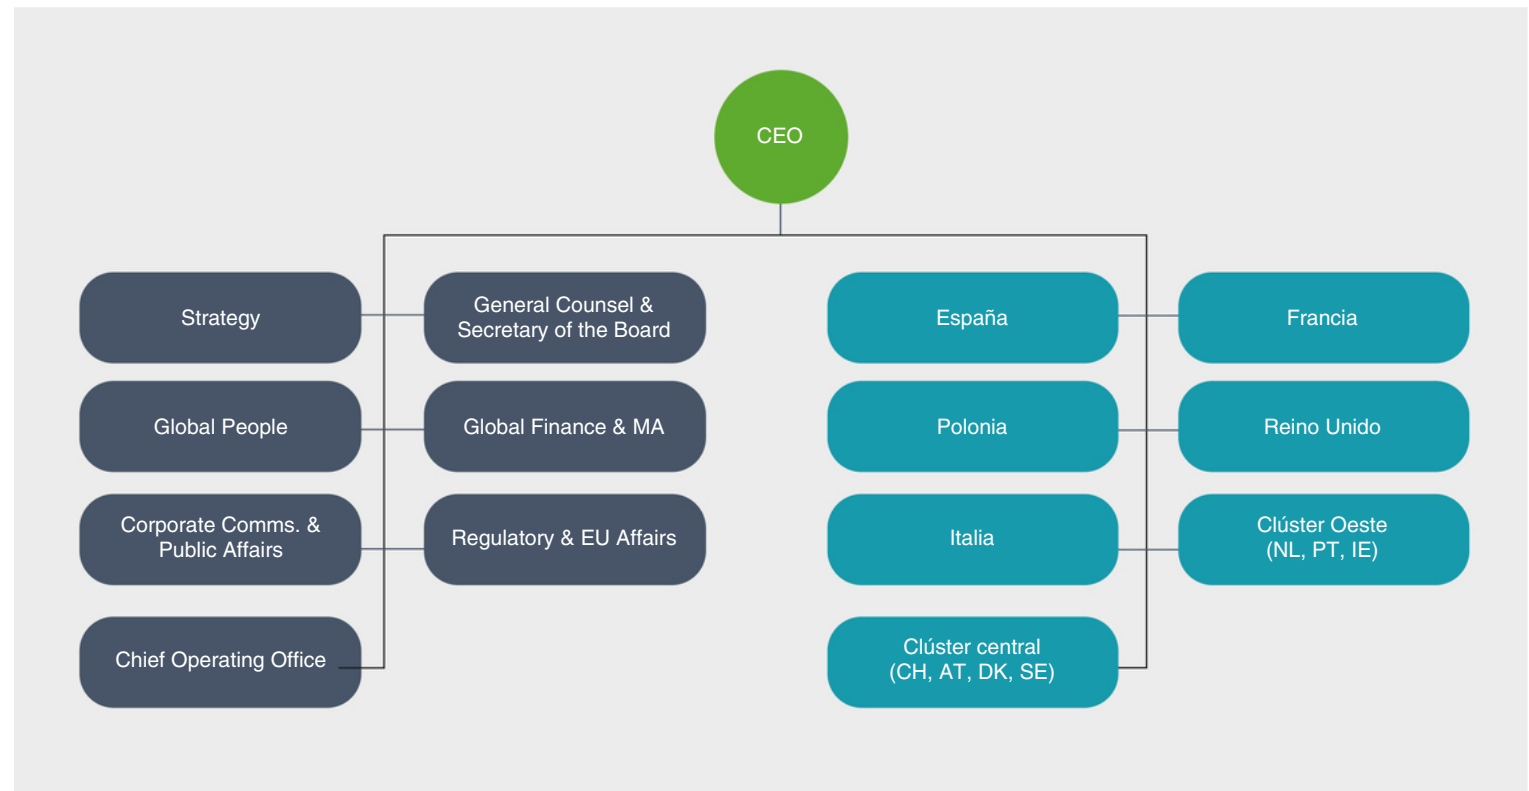 CEO
Strategy
General Counsel &
Secretary of the Board
España
Francia
Global People
Global Finance & MA
Polonia
Reino Unido
Corporate Comms. &
Public Affairs
Regulatory & EU Affairs
Italia
Clúster Oeste
(NL, PT, IE)
Chief Operating Office
Clúster central
(CH, AT, DK, SE)